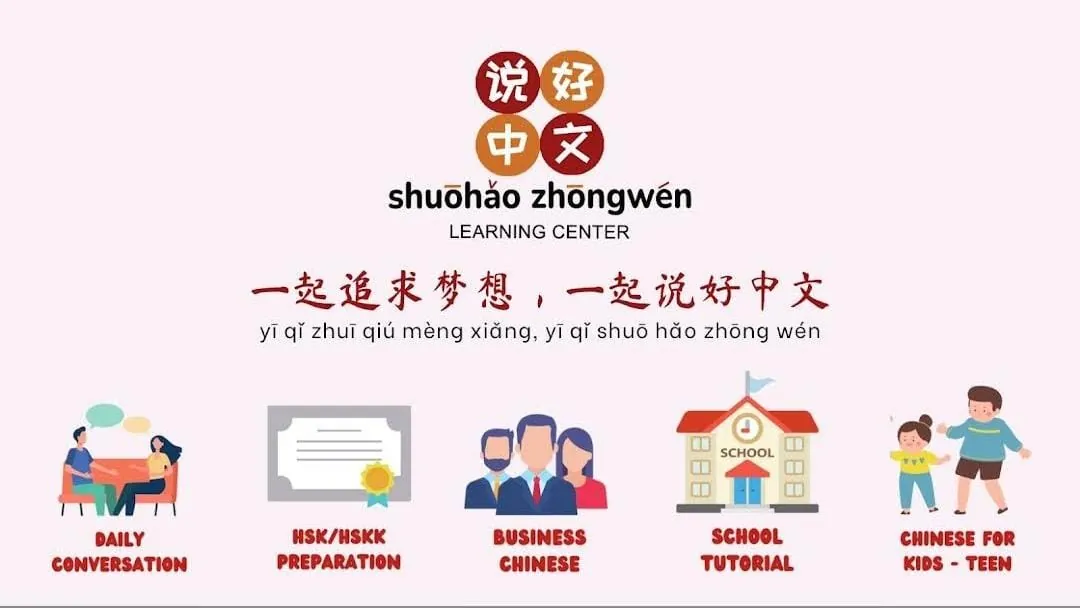 说好
中文
shuōhǎo zhōngwén
LEARNING CENTER
一起追求梦想，一起说好中文
yī qǐ zhuī qiú mèng xiǎng, yī qǐ shuō hǎo zhōng wén
SCHOOL
DAILY
CONVERSATION
HSK/HSKK
PREPARATION
BUSINESS
CHINESE
SCHOOL
TUTORIAL
CHINESE FOR
KIDS - TEEN